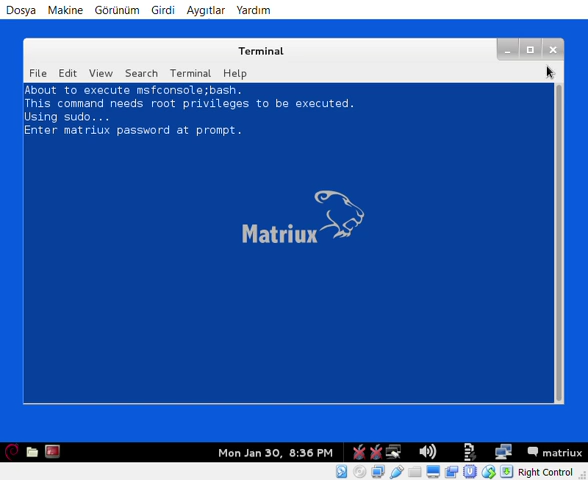 Dosya Makine Görünüm Girdi Aygıtlar Yardım
Terminal
File Edit View Search Terminal Help
About to execute msfconsole;bash.
This command needs root privileges to be executed.
Using sudo...
Enter matriux password at prompt.
Matriux
Mon Jan 30, 8:36 PM
matriux
Right Control